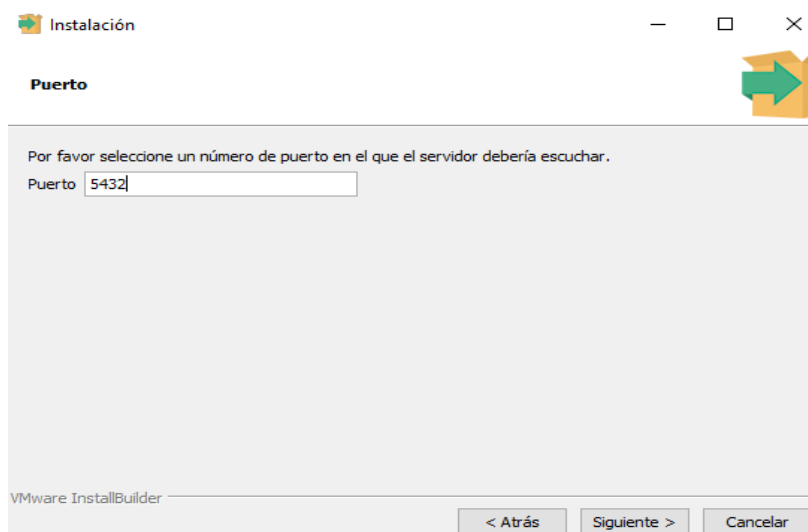 Instalación
Puerto
Por favor seleccione un número de puerto en el que el servidor debería escuchar.
Puerto 5432
VMware InstallBuilder
< Atrás Siguiente > Cancelar